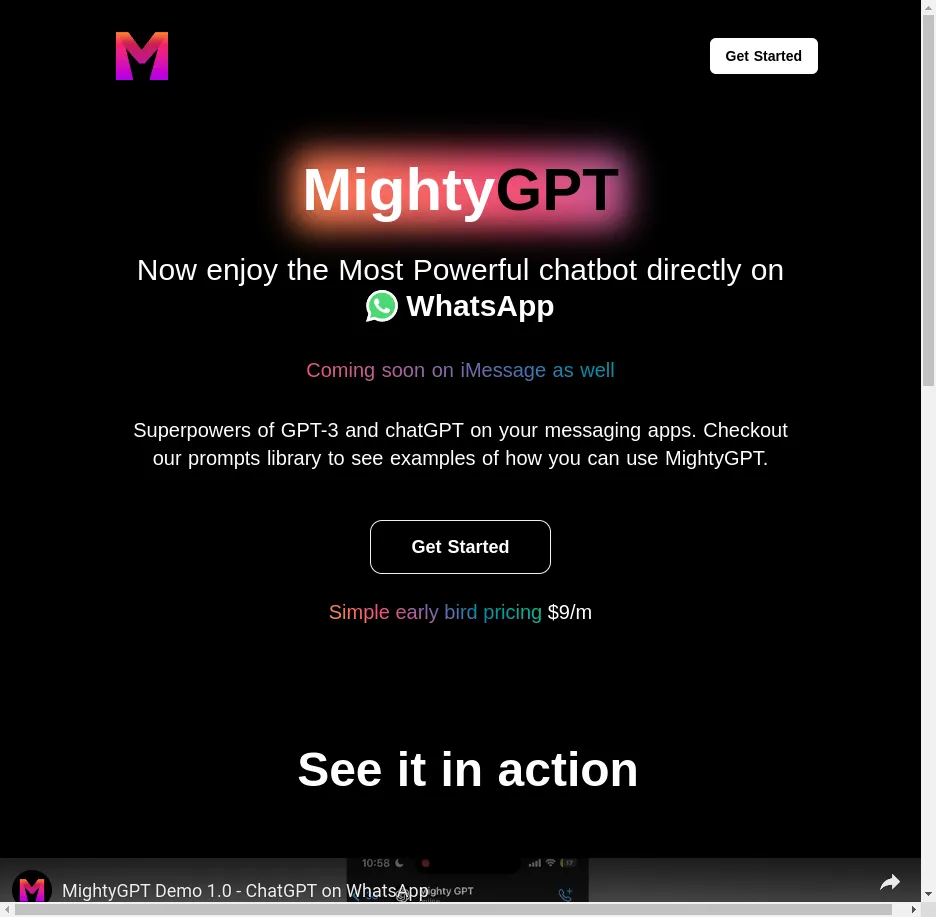 Get Started
MightyGPT
Now enjoy the Most Powerful chatbot directly on
WhatsApp
Coming soon on iMessage as well
Superpowers of GPT-3 and chatGPT on your messaging apps. Checkout
our prompts library to see examples of how you can use MightyGPT.
Get Started
Simple early bird pricing $9/m
See it in action
10:58
MightyGPT Demo 1.0 - ChatGPT on WhatsApp
Mighty GPT